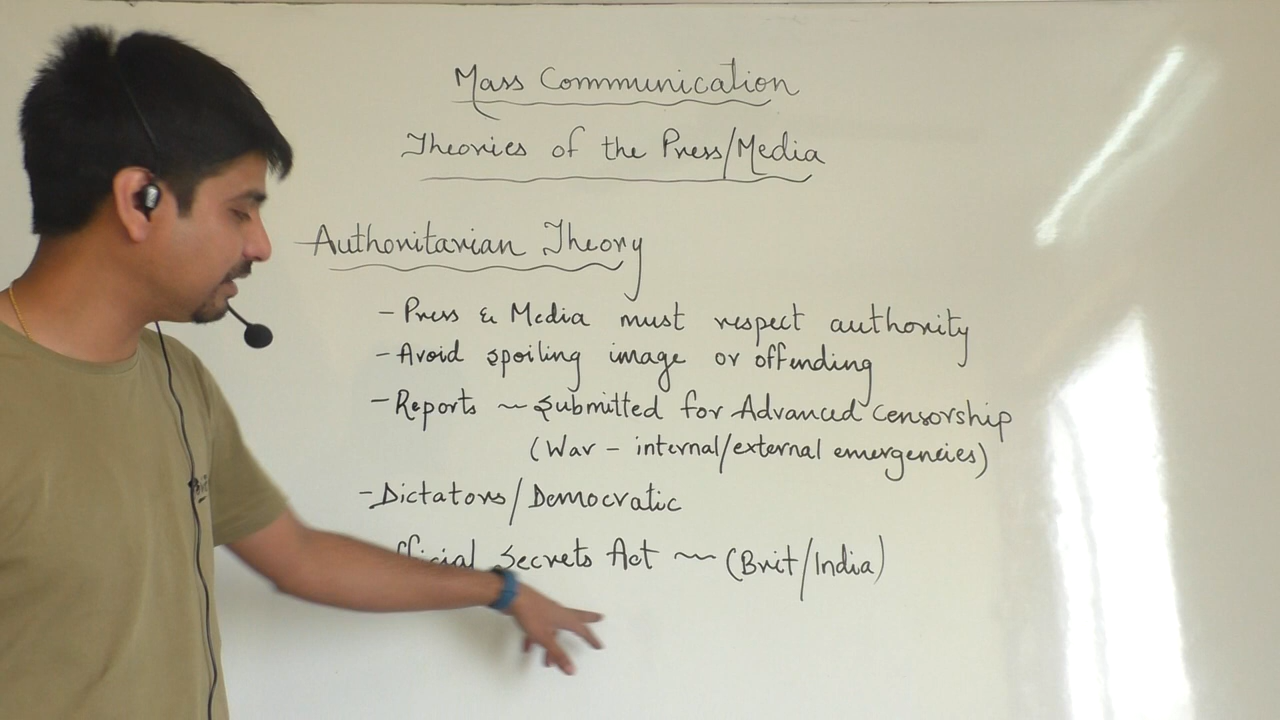 Mass Communication
Theories of the Press/Media
Authoritarian Theory
- Press & Media must respect authority
- Avoid spoiling image or offending
- Reports ~ Submitted for Advanced Censorship
(War - internal/external emergencies)
- Dictators/Democratic
fficial Secrets Act ~ (Brit/India)